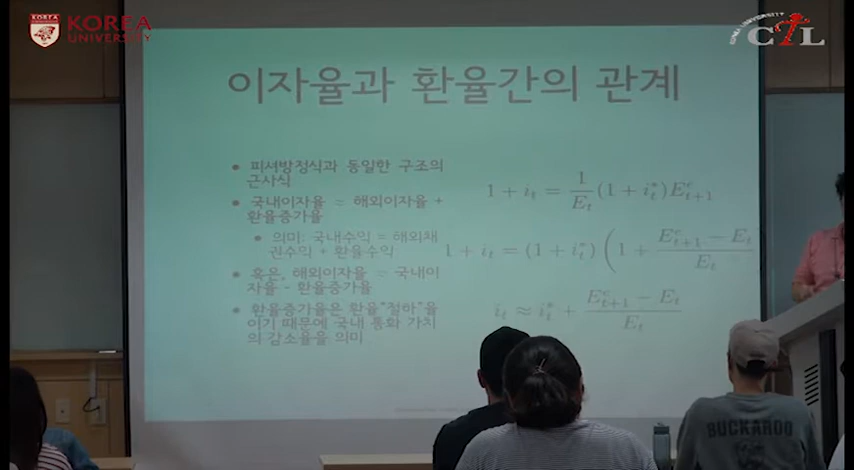 KOREA
UNIVERSITY
KOREA UNIVERSITY
CTL
이자율과 환율간의 관계
• 피셔방정식과 동일한 구조의
근사식
• 국내이자율 = 해외이자율 +
환율증가율
• 의미: 국내수익 = 해외채
권수익 + 환율수익
• 혹은, 해외이자율 = 국내이
자율 - 환율증가율
• 환율증가율은 환율"절하"율
이기 때문에 국내 통화 가치
의 감소율을 의미
1 + i_t = \frac{1}{E_t}(1 + i_t^*)E_{t+1}^e
1 + i_t = (1 + i_t^*) \left( 1 + \frac{E_{t+1}^e - E_t}{E_t}
i_t ≈ i_t^* + \frac{E_{t+1}^e - E_t}{E_t}
BUCKAROO